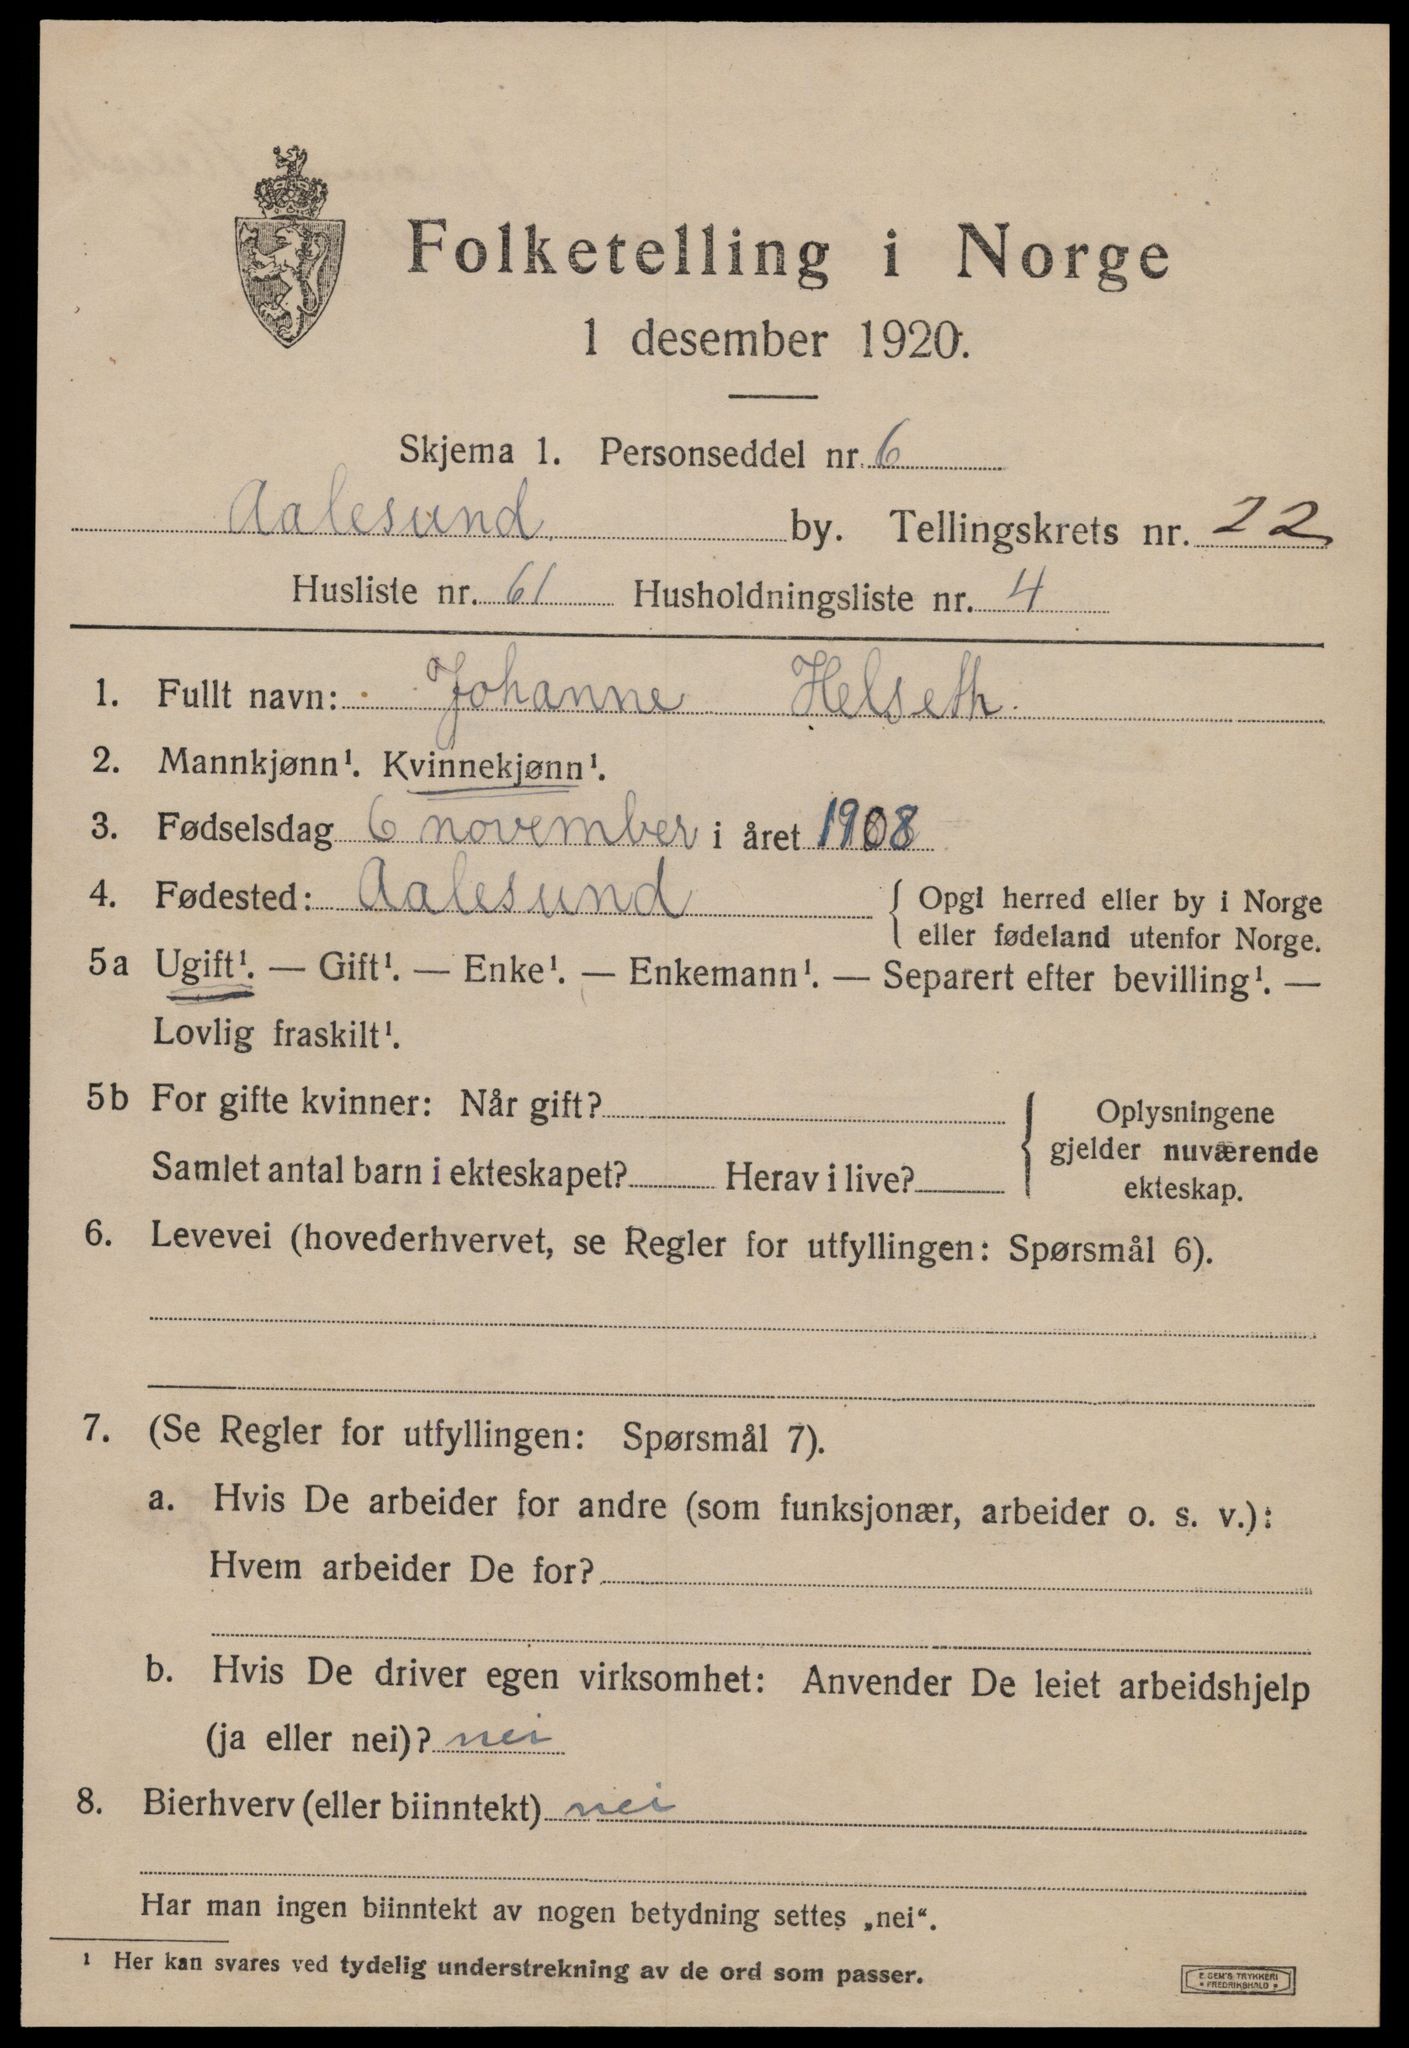 Folketelling i Norge
1 desember 1920.
Skjema 1. Personseddel nr. 6
Aalesund by. Tellingskrets nr. 22
Husliste nr. 61 Husholdningsliste nr. 4
1. Fullt navn: Johanne Helseth.
2. Mannkjønn¹. Kvinnekjønn¹.
3. Fødselsdag 6 november i året 1908
4. Fødested: Aalesund { Opgi herred eller by i Norge
eller fødeland utenfor Norge.
5a Ugift¹. — Gift¹. — Enke¹. — Enkemann¹. — Separert efter bevilling¹. —
Lovlig fraskilt¹.
5b For gifte kvinner: Når gift?
Samlet antal barn i ekteskapet? Herav i live?
{ Oplysningene
gjelder nuværende
ekteskap.
6. Levevei (hovederhvervet, se Regler for utfyllingen: Spørsmål 6).
7. (Se Regler for utfyllingen: Spørsmål 7).
a. Hvis De arbeider for andre (som funksjonær, arbeider o. s. v.):
Hvem arbeider De for?
b. Hvis De driver egen virksomhet: Anvender De leiet arbeidshjelp
(ja eller nei)? nei
8. Bierhverv (eller biinntekt) nei
Har man ingen biinntekt av nogen betydning settes „nei“.
¹ Her kan svares ved tydelig understrekning av de ord som passer.
E. SEM'S TRYKKERI
* FREDRIKSHALD *